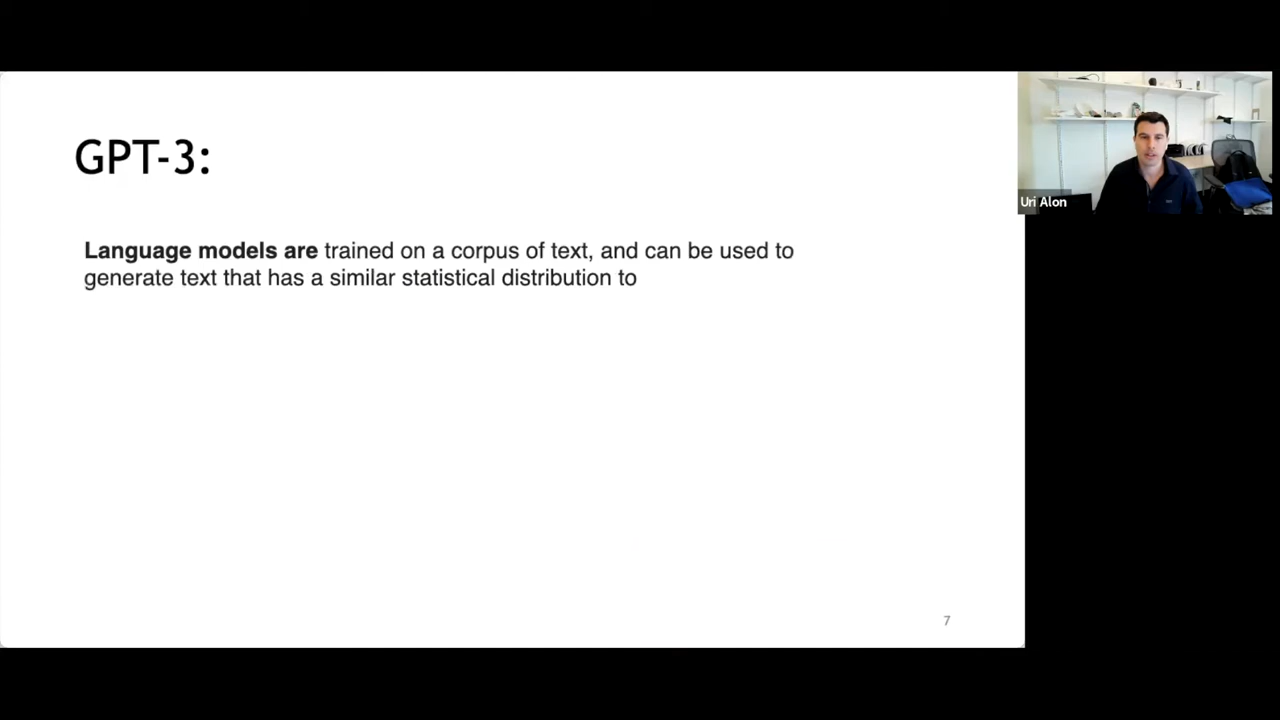 GPT-3:
Language models are trained on a corpus of text, and can be used to
generate text that has a similar statistical distribution to
7
Uri Alon